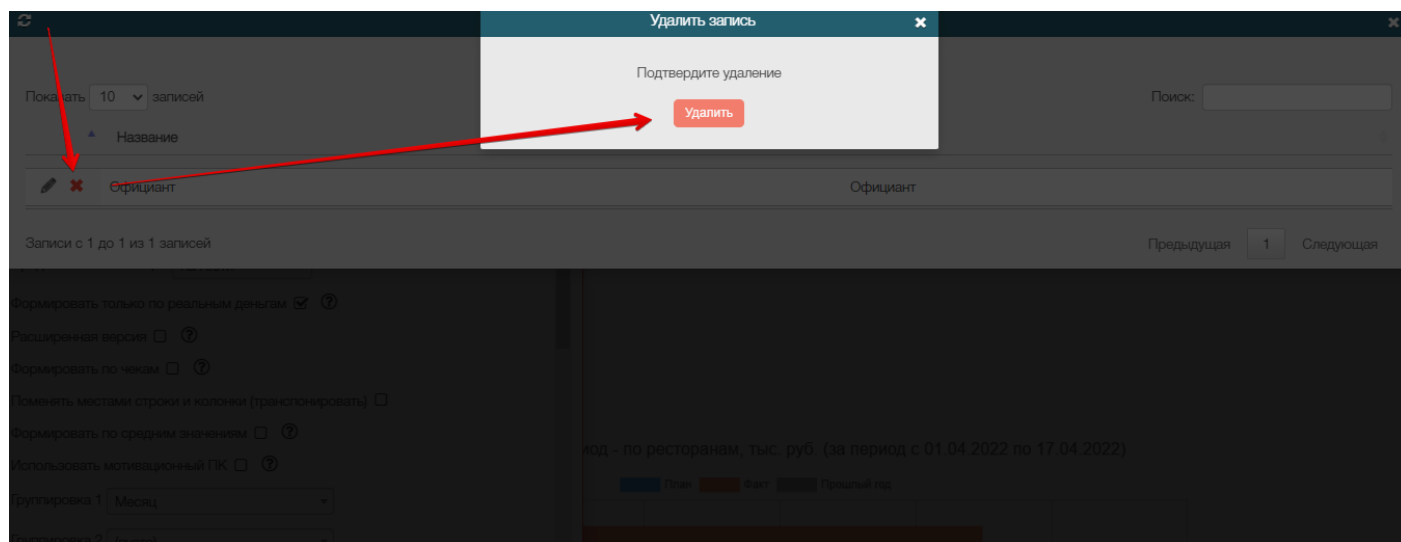 Удалить запись
Подтвердите удаление
Удалить
Показать 10 записей
Поиск:
Название
Официант Официант
Записи с 1 до 1 из 1 записей
Предыдущая 1 Следующая
Формировать только по реальным деньгам
Расширенная версия
Формировать по чекам
Поменять местами строки и колонки (транспонировать)
Формировать по средним значениям
Использовать мотивационный ПК
Группировка 1 Месяц
Группировка 2
- по ресторанам, тыс. руб. (за период с 01.04.2022 по 17.04.2022)
План Факт Прошлый год